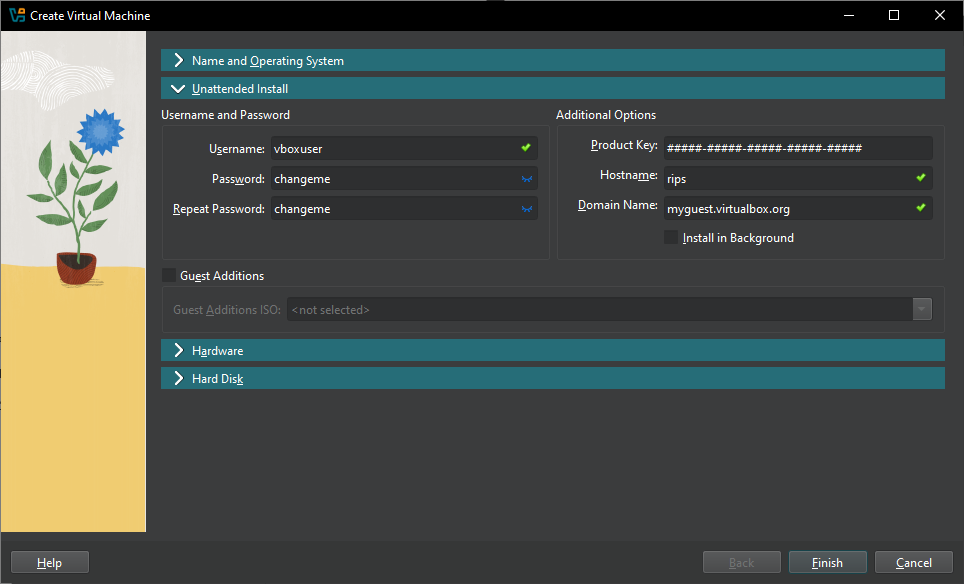 Create Virtual Machine
Name and Operating System
Unattended Install
Username and Password
Username: vboxuser
Password: changeme
Repeat Password: changeme
Additional Options
Product Key: #####-#####-#####-#####-#####
Hostname: rips
Domain Name: myguest.virtualbox.org
Install in Background
Guest Additions
Guest Additions ISO: <not selected>
Hardware
Hard Disk
Help
Back
Finish
Cancel